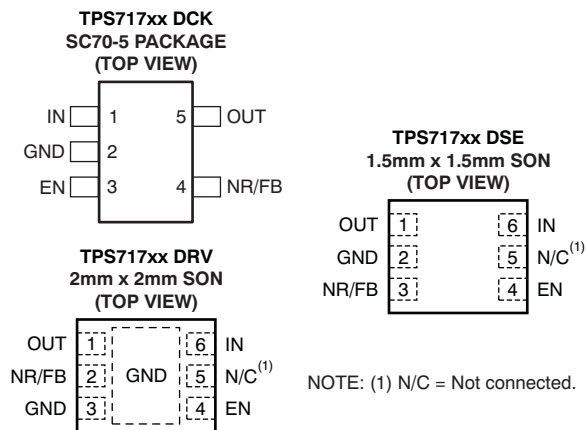 TPS717xx DCK
SC70-5 PACKAGE
(TOP VIEW)
IN 1 5 OUT
GND 2
EN 3 4 NR/FB
TPS717xx DSE
1.5mm x 1.5mm SON
(TOP VIEW)
OUT 1 6 IN
GND 2 5 N/C(1)
NR/FB 3 4 EN
TPS717xx DRV
2mm x 2mm SON
(TOP VIEW)
OUT 1 6 IN
NR/FB 2 GND 5 N/C(1)
GND 3 4 EN
NOTE: (1) N/C = Not connected.